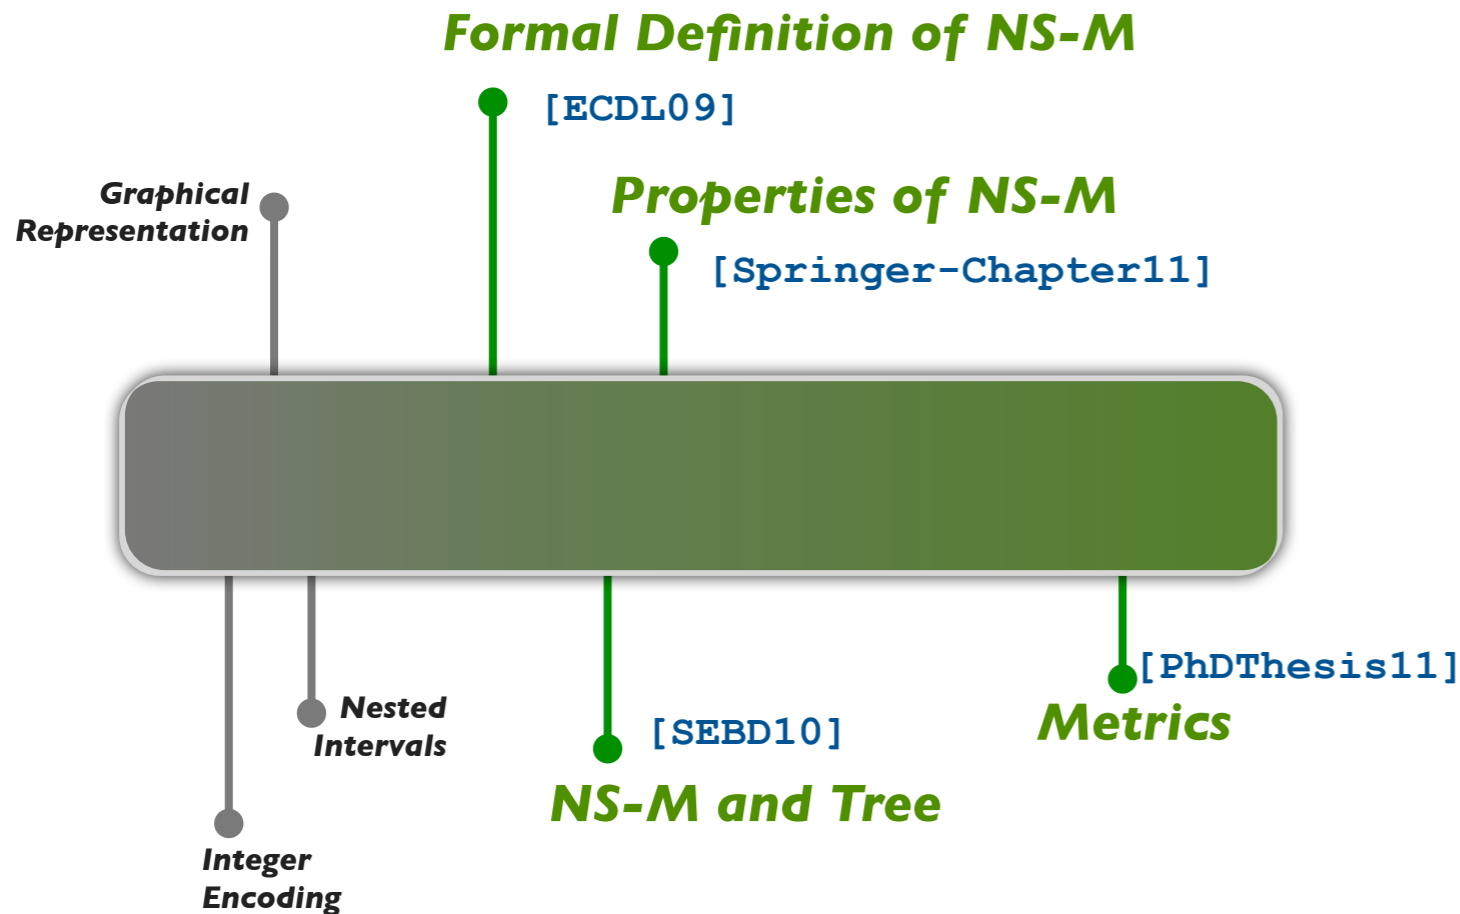 Formal Definition of NS-M
[ECDL09]
Graphical
Representation
Properties of NS-M
[Springer-Chapter11]
Nested
Intervals
Integer
Encoding
[SEBD10]
NS-M and Tree
[PhDThesis11]
Metrics